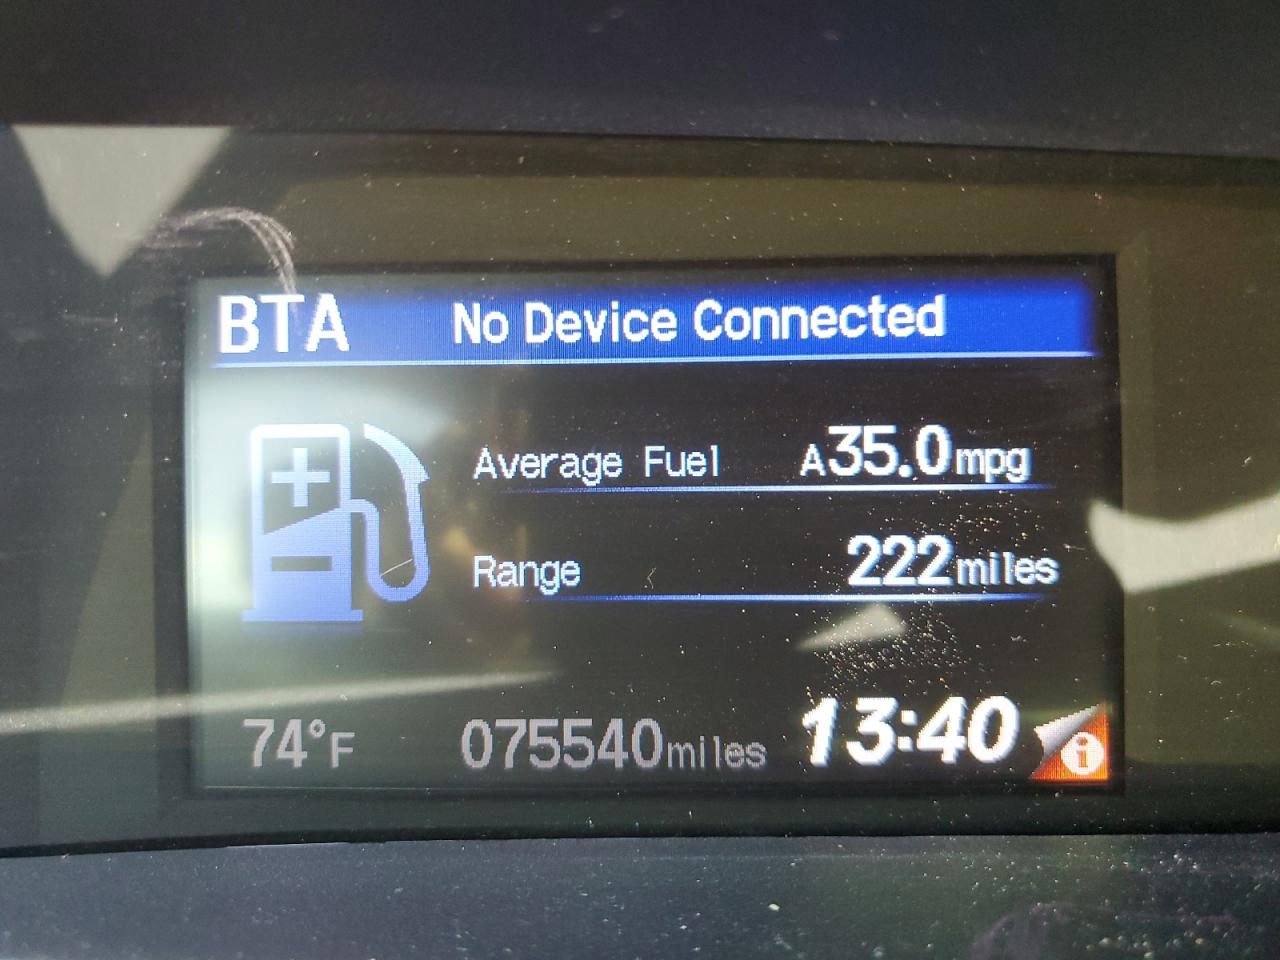 BTA No Device Connected
Average Fuel A35.0mpg
Range 222miles
74°F 075540miles 13:40 i